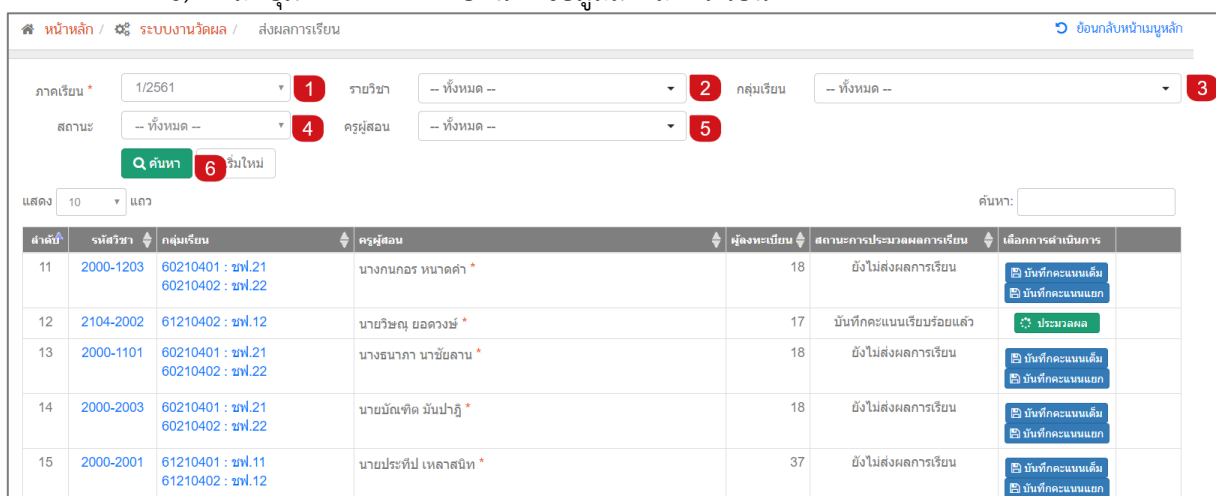 หน้าหลัก / ระบบงานวัดผล / ส่งผลการเรียน ย้อนกลับหน้าเมนูหลัก
ภาคเรียน * 1/2561 1 รายวิชา -- ทั้งหมด -- 2 กลุ่มเรียน -- ทั้งหมด -- 3
สถานะ -- ทั้งหมด -- 4 ครูผู้สอน -- ทั้งหมด -- 5
ค้นหา 6
แสดง 10 แถว ค้นหา:
ลำดับ รหัสวิชา กลุ่มเรียน ครูผู้สอน ผู้ลงทะเบียน สถานะการประมวลผลการเรียน เลือกการดำเนินการ
11 2000-1203 60210401 : ชฟ.21 นางกนกอร หนาดคำ * 18 ยังไม่ส่งผลการเรียน บันทึกคะแนนเต็ม
60210402 : ชฟ.22 บันทึกคะแนนแยก
12 2104-2002 61210402 : ชฟ.12 นายวิษณุ ยอดวงษ์ * 17 บันทึกคะแนนเรียบร้อยแล้ว ประมวลผล
13 2000-1101 60210401 : ชฟ.21 นางธนาภา นาชัยลาน * 18 ยังไม่ส่งผลการเรียน บันทึกคะแนนเต็ม
60210402 : ชฟ.22 บันทึกคะแนนแยก
14 2000-2003 60210401 : ชฟ.21 นายบัณฑิต มันปาฏิ * 18 ยังไม่ส่งผลการเรียน บันทึกคะแนนเต็ม
60210402 : ชฟ.22 บันทึกคะแนนแยก
15 2000-2001 61210401 : ชฟ.11 นายประทีป เหลาสนิท * 37 ยังไม่ส่งผลการเรียน บันทึกคะแนนเต็ม
61210402 : ชฟ.12 บันทึกคะแนนแยก